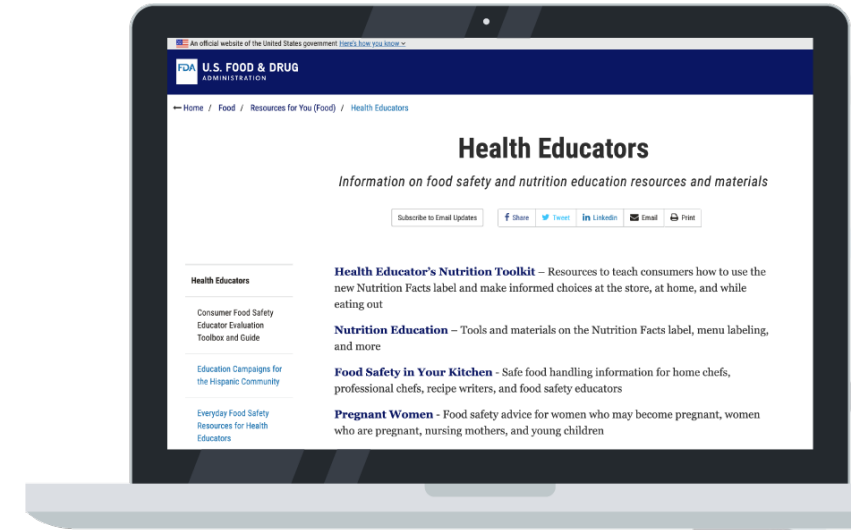 An official website of the United States government Here's how you know
FDA U.S. FOOD & DRUG
ADMINISTRATION
Home / Food / Resources for You (Food) / Health Educators
Health Educators
Information on food safety and nutrition education resources and materials
Subscribe to Email Updates Share Tweet Linkedin Email Print
Health Educators
Consumer Food Safety
Educator Evaluation
Toolbox and Guide
Education Campaigns for
the Hispanic Community
Everyday Food Safety
Resources for Health
Educators
Health Educator's Nutrition Toolkit – Resources to teach consumers how to use the
new Nutrition Facts label and make informed choices at the store, at home, and while
eating out
Nutrition Education – Tools and materials on the Nutrition Facts label, menu labeling,
and more
Food Safety in Your Kitchen - Safe food handling information for home chefs,
professional chefs, recipe writers, and food safety educators
Pregnant Women - Food safety advice for women who may become pregnant, women
who are pregnant, nursing mothers, and young children